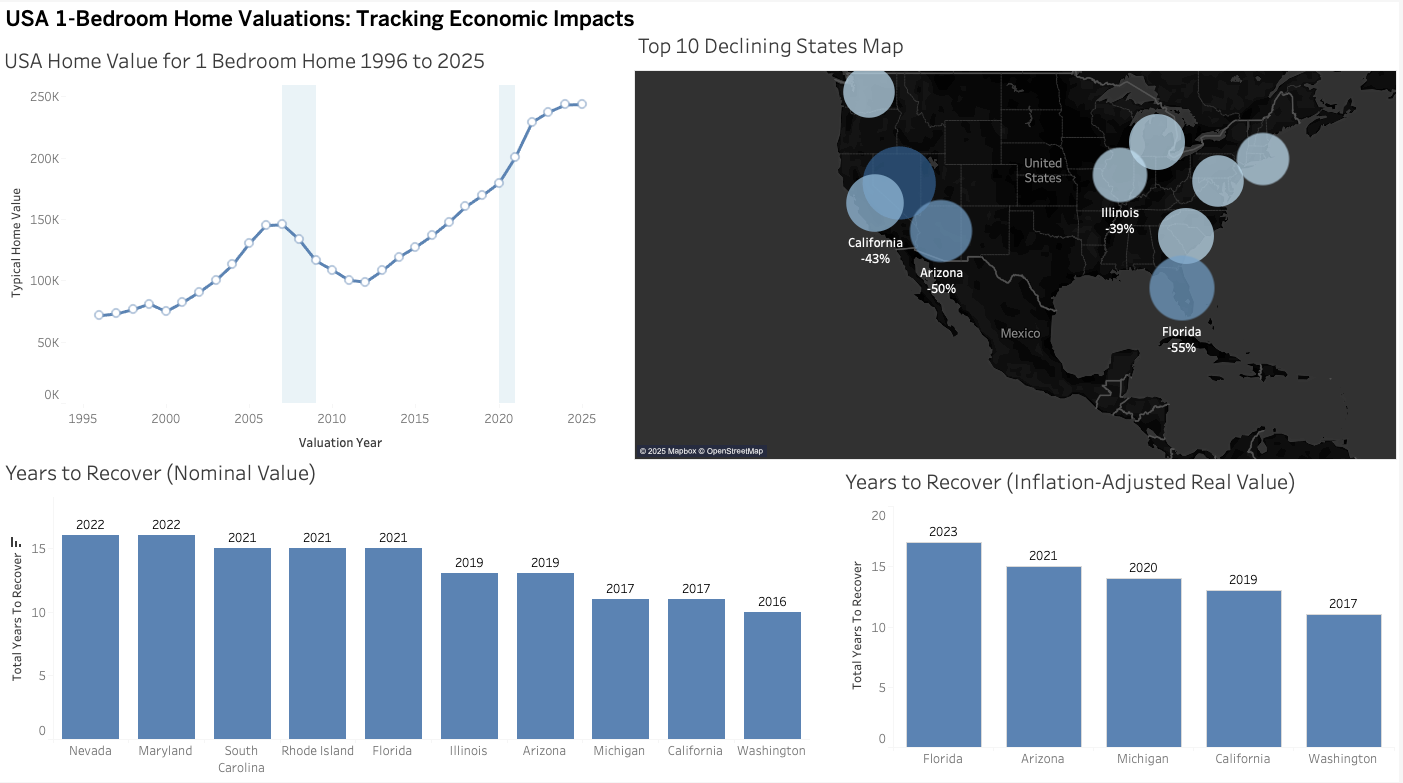 USA 1-Bedroom Home Valuations: Tracking Economic Impacts
USA Home Value for 1 Bedroom Home 1996 to 2025
Typical Home Value
250K
200K
150K
100K
50K
0K
1995
2000
2005
2010
2015
2020
2025
Valuation Year
Top 10 Declining States Map
United
States
Illinois
-39%
California
-43%
Arizona
-50%
Florida
-55%
Mexico
© 2025 Mapbox © OpenStreetMap
Years to Recover (Nominal Value)
Total Years To Recover
15
10
5
0
2022
2022
2021
2021
2021
2019
2019
2017
2017
2016
Nevada
Maryland
South
Carolina
Rhode Island
Florida
Illinois
Arizona
Michigan
California
Washington
Years to Recover (Inflation-Adjusted Real Value)
Total Years To Recover
20
15
10
5
0
2023
2021
2020
2019
2017
Florida
Arizona
Michigan
California
Washington